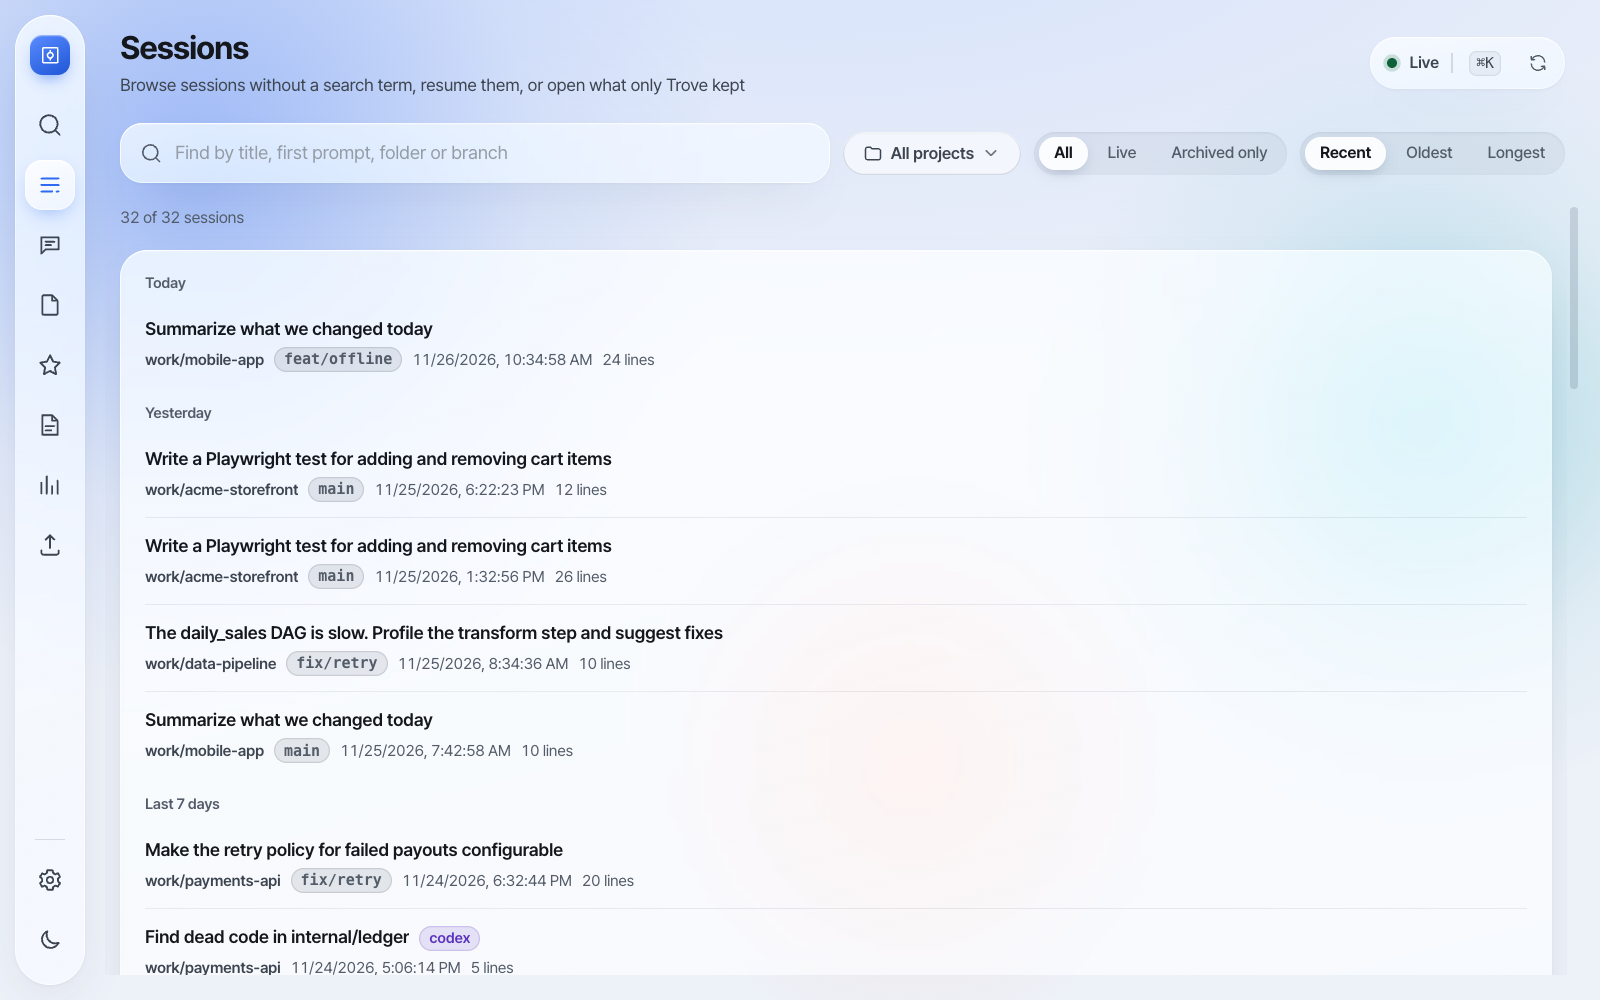 Sessions
Browse sessions without a search term, resume them, or open what only Trove kept
Live ⌘K
Find by title, first prompt, folder or branch
All projects
All Live Archived only
Recent Oldest Longest
32 of 32 sessions
Today
Summarize what we changed today
work/mobile-app feat/offline 11/26/2026, 10:34:58 AM 24 lines
Yesterday
Write a Playwright test for adding and removing cart items
work/acme-storefront main 11/25/2026, 6:22:23 PM 12 lines
Write a Playwright test for adding and removing cart items
work/acme-storefront main 11/25/2026, 1:32:56 PM 26 lines
The daily_sales DAG is slow. Profile the transform step and suggest fixes
work/data-pipeline fix/retry 11/25/2026, 8:34:36 AM 10 lines
Summarize what we changed today
work/mobile-app main 11/25/2026, 7:42:58 AM 10 lines
Last 7 days
Make the retry policy for failed payouts configurable
work/payments-api fix/retry 11/24/2026, 6:32:44 PM 20 lines
Find dead code in internal/ledger codex
work/payments-api 11/24/2026, 5:06:14 PM 5 lines